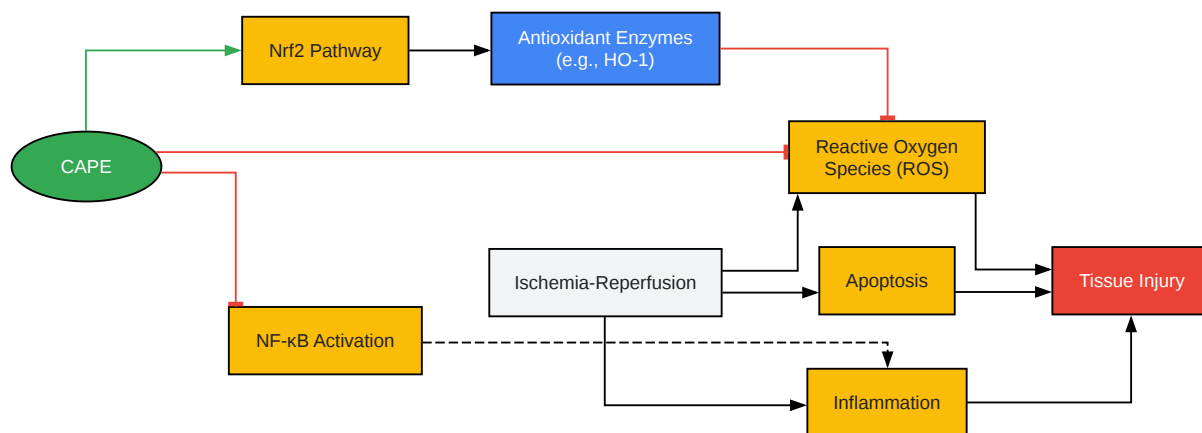 Nrf2 Pathway
Antioxidant Enzymes
(e.g., HO-1)
CAPE
Reactive Oxygen
Species (ROS)
Ischemia-Reperfusion
Apoptosis
Tissue Injury
NF-κB Activation
Inflammation